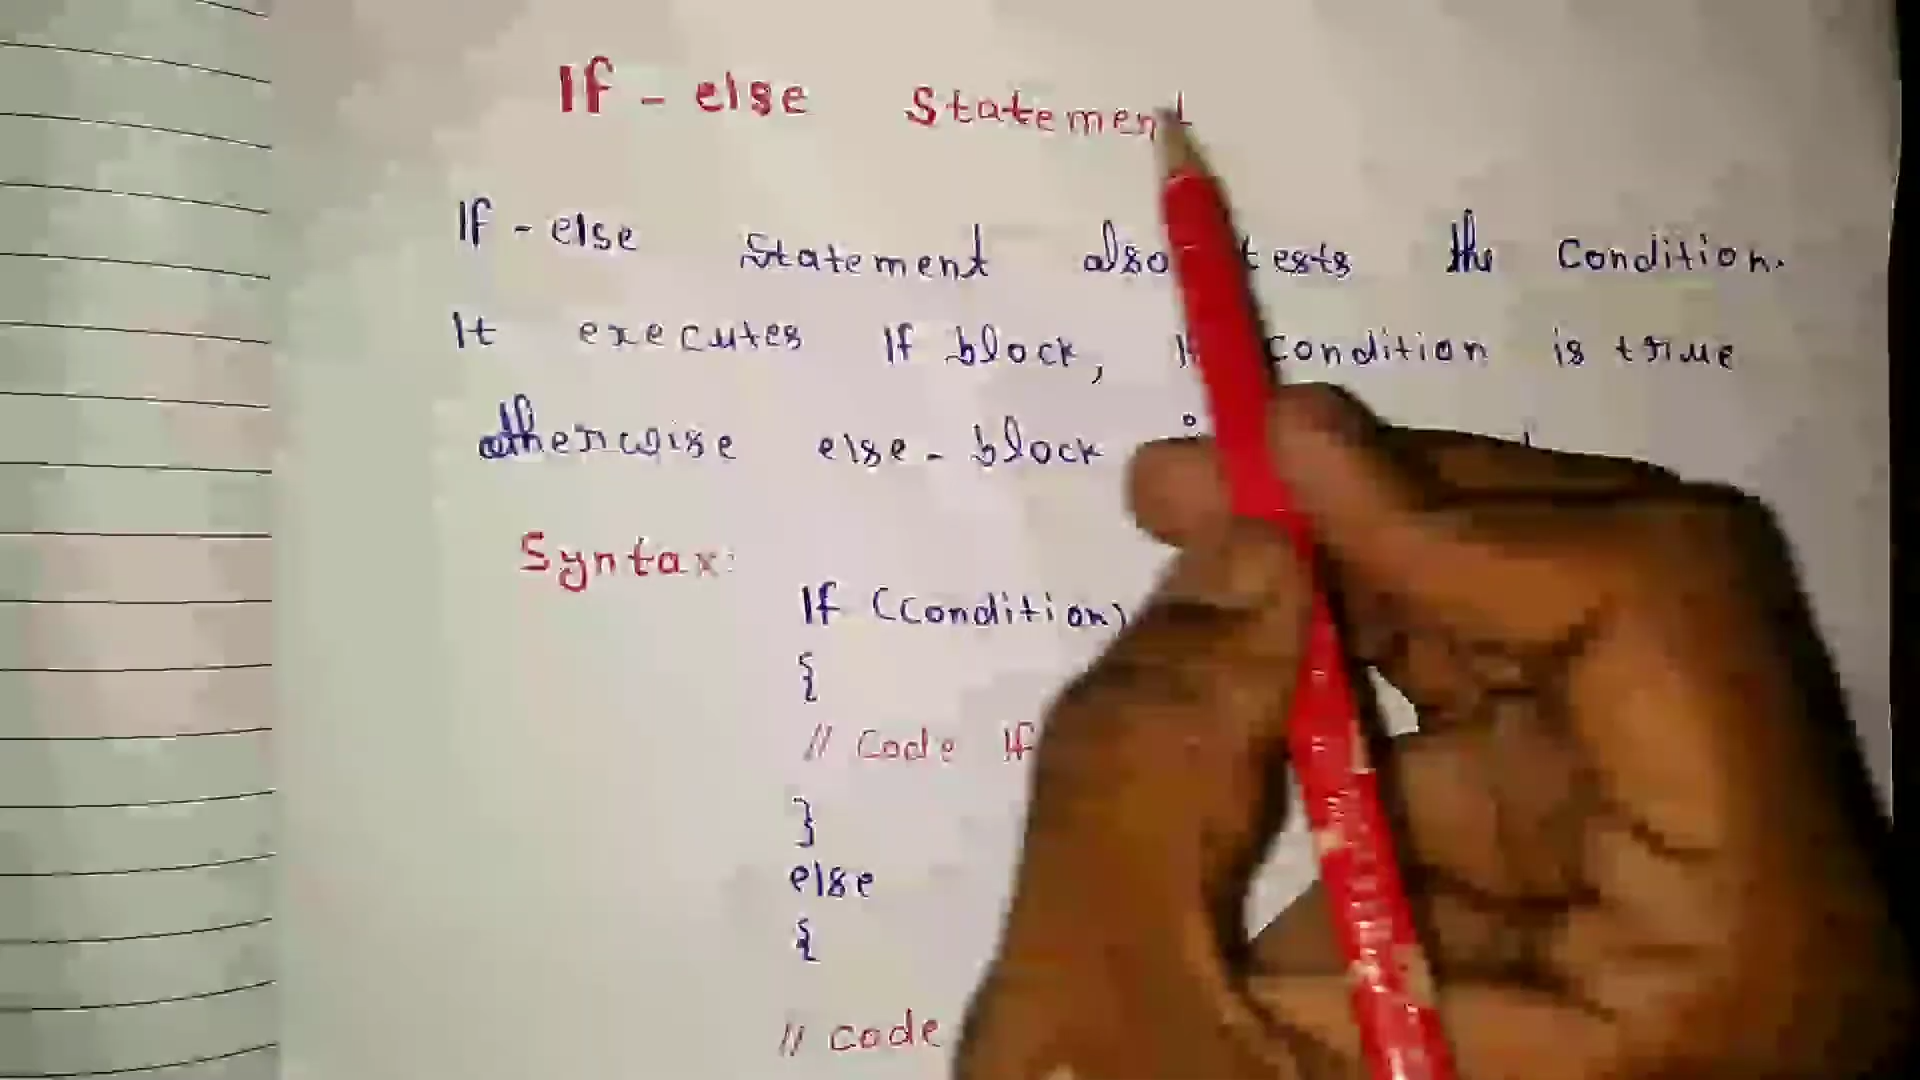 If - else Statement
If - else Statement also tests the Condition.
It executes If block, If Condition is true
otherwise else - block
Syntax:
If (Condition)
{
// Code If
}
else
{
// Code